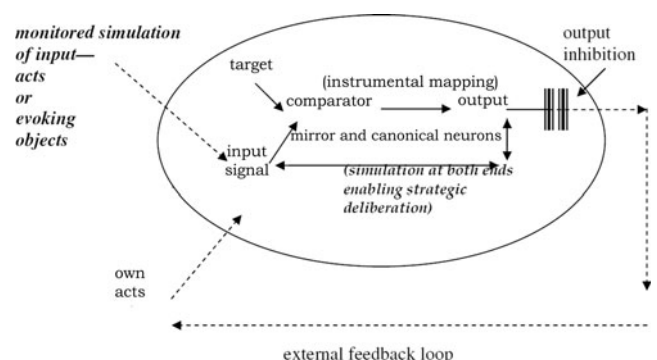 monitored simulation
of input—
acts
or
evoking
objects
output
inhibition
target
(instrumental mapping)
comparator
output
mirror and canonical neurons
input
signal
(simulation at both ends
enabling strategic
deliberation)
own
acts
external feedback loop